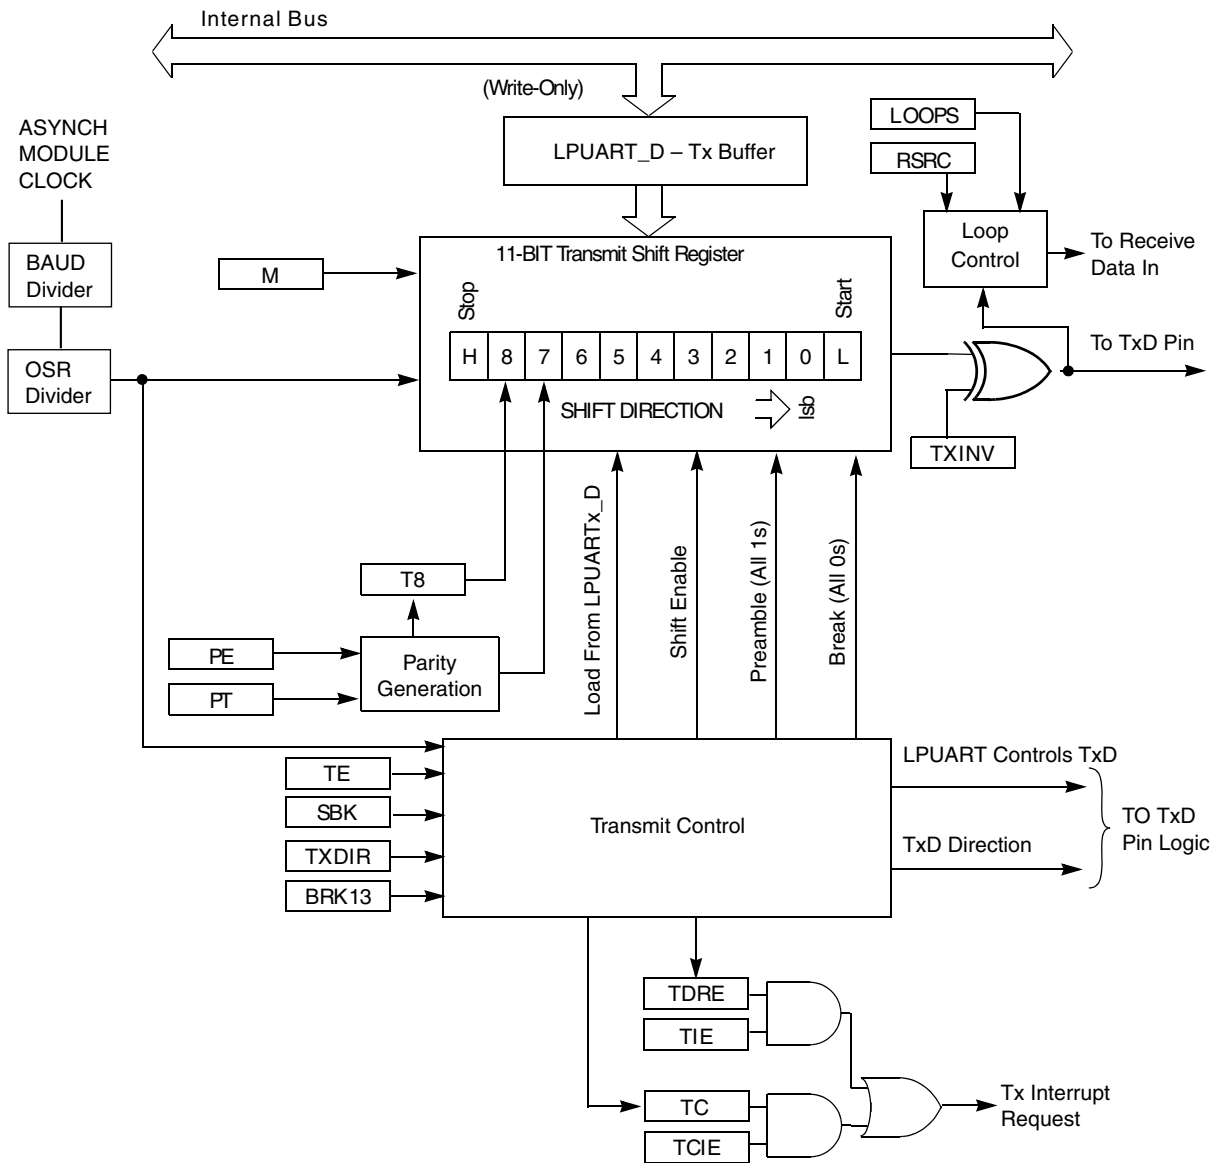 Internal Bus
(Write-Only)
LPUART_D – Tx Buffer
ASYNCH
MODULE
CLOCK
BAUD
Divider
OSR
Divider
M
11-BIT Transmit Shift Register
Stop
Start
H 8 7 6 5 4 3 2 1 0 L
SHIFT DIRECTION
lsb
LOOPS
RSRC
Loop
Control
To Receive
Data In
To TxD Pin
TXINV
T8
PE
PT
Parity
Generation
Load From LPUARTx_D
Shift Enable
Preamble (All 1s)
Break (All 0s)
TE
SBK
TXDIR
BRK13
Transmit Control
LPUART Controls TxD
TxD Direction
TO TxD
Pin Logic
TDRE
TIE
TC
TCIE
Tx Interrupt
Request